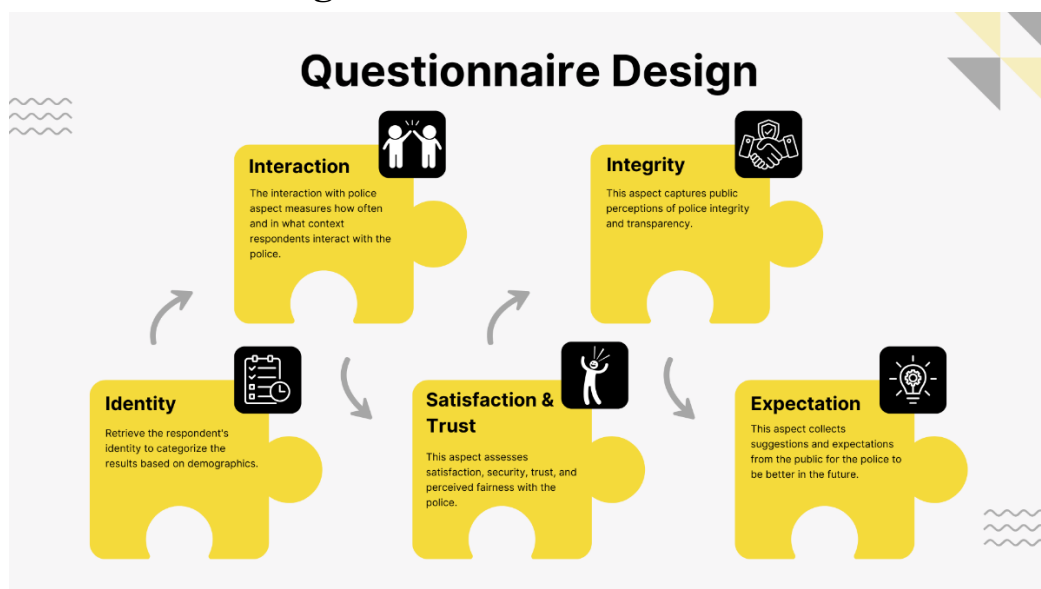 Questionnaire Design
Interaction
The interaction with police
aspect measures how often
and in what context
respondents interact with the
police.
Integrity
This aspect captures public
perceptions of police integrity
and transparency.
Identity
Retrieve the respondent's
identity to categorize the
results based on demographics.
Satisfaction &
Trust
This aspect assesses
satisfaction, security, trust, and
perceived fairness with the
police.
Expectation
This aspect collects
suggestions and expectations
from the public for the police to
be better in the future.